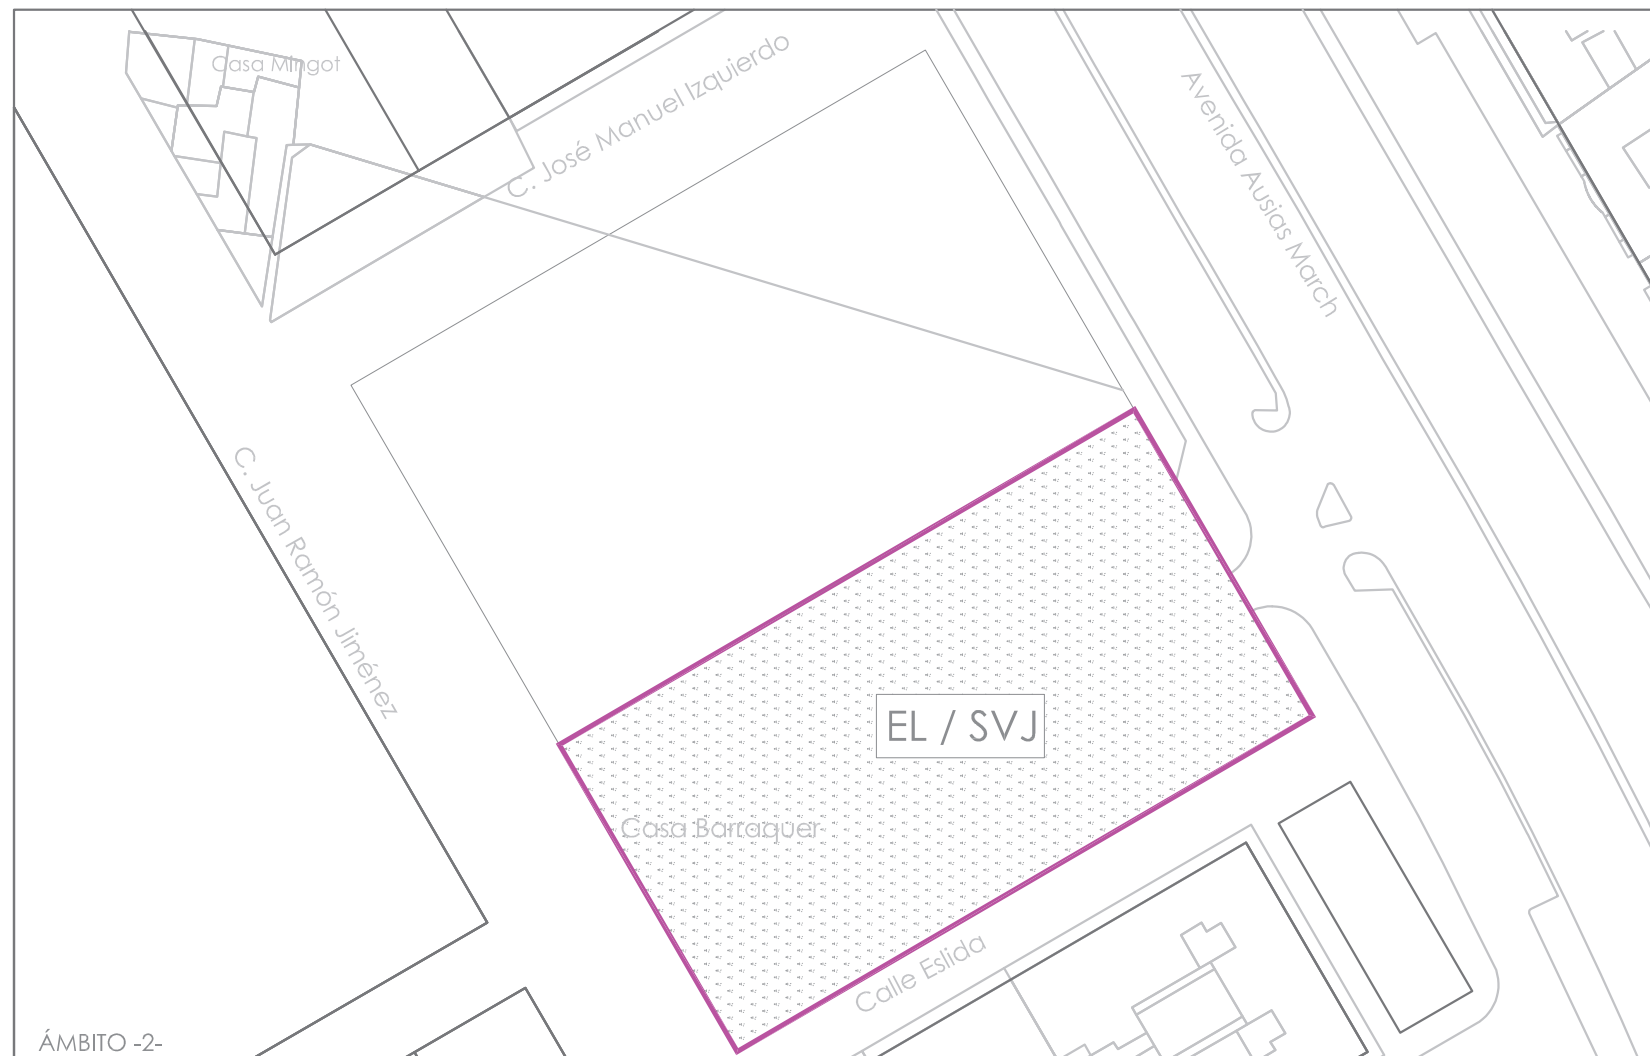 Casa Mingot
C. José Manuel Izquierdo
Avenida Ausias March
C. Juan Ramón Jiménez
EL / SVJ
Casa Barraquer
Calle Eslida
ÁMBITO -2-